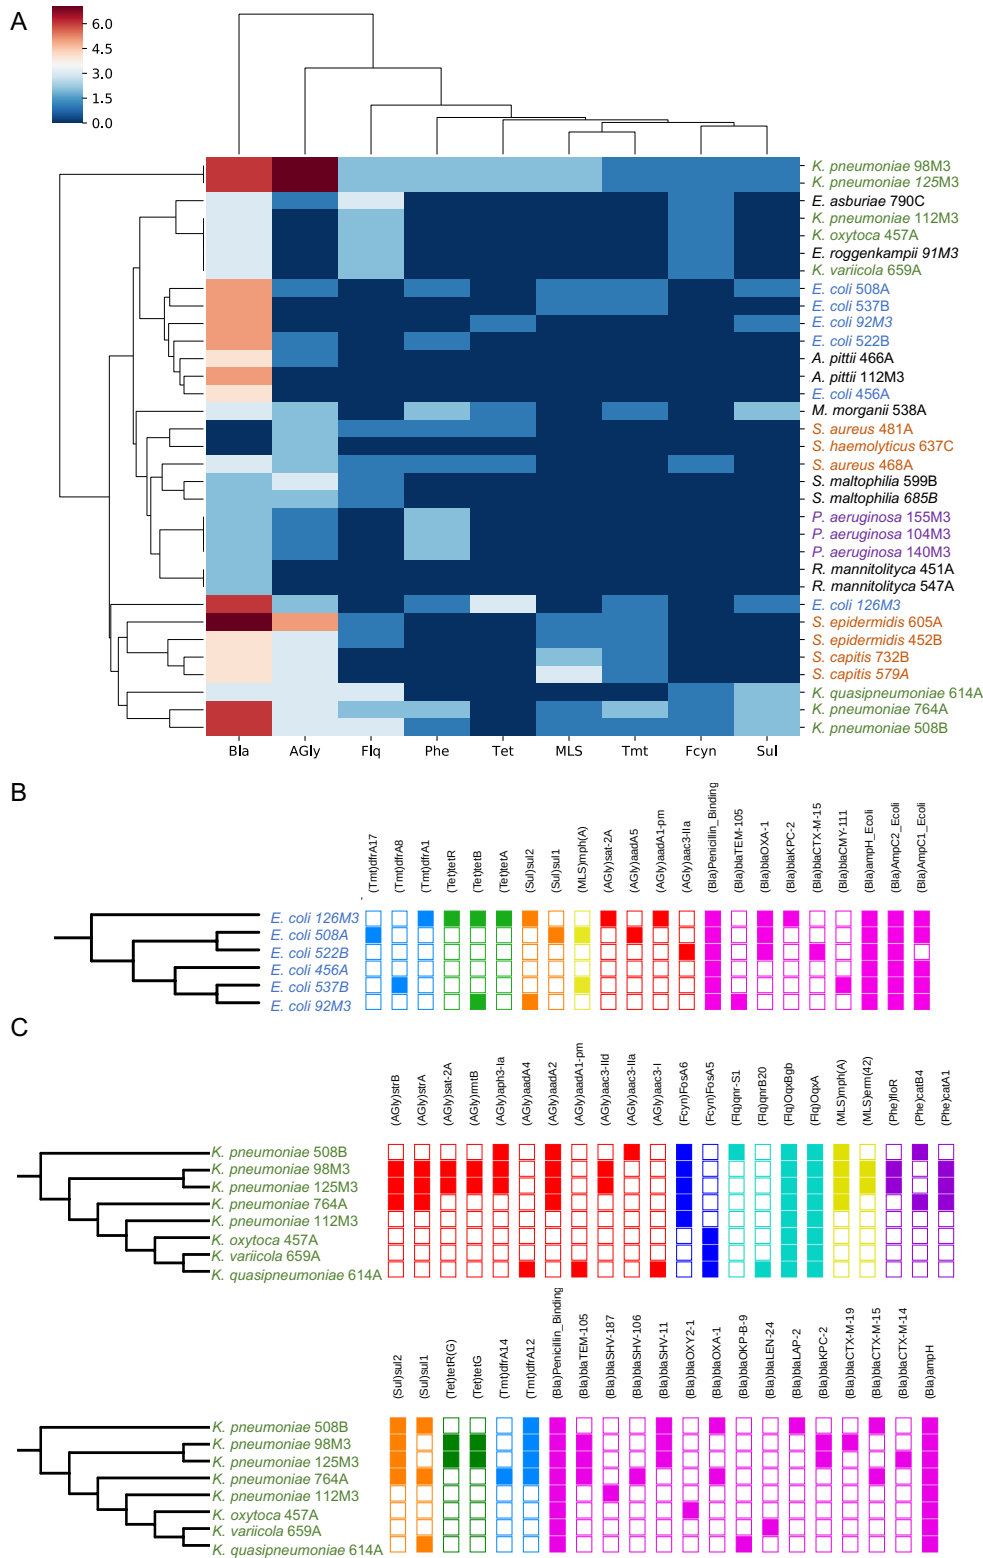 A
6.0
4.5
3.0
1.5
0.0
K. pneumoniae 98M3
K. pneumoniae 125M3
E. asburiae 790C
K. pneumoniae 112M3
K. oxytoca 457A
E. roggenkampii 91M3
K. variicola 659A
E. coli 508A
E. coli 537B
E. coli 92M3
E. coli 522B
A. pittii 466A
A. pittii 112M3
E. coli 456A
M. morganii 538A
S. aureus 481A
S. haemolyticus 637C
S. aureus 468A
S. maltophilia 599B
S. maltophilia 685B
P. aeruginosa 155M3
P. aeruginosa 104M3
P. aeruginosa 140M3
R. mannitolityca 451A
R. mannitolityca 547A
E. coli 126M3
S. epidermidis 605A
S. epidermidis 452B
S. capitis 732B
S. capitis 579A
K. quasipneumoniae 614A
K. pneumoniae 764A
K. pneumoniae 508B
Bla AGly Flq Phe Tet MLS Tmt Fcyn Sul
B
(Tmt)dfrA17
(Tmt)dfrA8
(Tmt)dfrA1
(Tet)tetR
(Tet)tetB
(Tet)tetA
(Sul)sul2
(Sul)sul1
(MLS)mph(A)
(AGly)sat-2A
(AGly)aadA5
(AGly)aadA1-pm
(AGly)aac3-IIa
(Bla)Penicillin_Binding
(Bla)blaTEM-105
(Bla)blaOXA-1
(Bla)blaKPC-2
(Bla)blaCTX-M-15
(Bla)blaCMY-111
(Bla)ampH_Ecoli
(Bla)AmpC2_Ecoli
(Bla)AmpC1_Ecoli
E. coli 126M3
E. coli 508A
E. coli 522B
E. coli 456A
E. coli 537B
E. coli 92M3
C
(AGly)strB
(AGly)strA
(AGly)sat-2A
(AGly)rmtB
(AGly)aph3-Ia
(AGly)aadA4
(AGly)aadA2
(AGly)aadA1-pm
(AGly)aac3-IId
(AGly)aac3-IIa
(AGly)aac3-I
(Fcyn)FosA6
(Fcyn)FosA5
(Flq)qnr-S1
(Flq)qnrB20
(Flq)OqxBgb
(Flq)OqxA
(MLS)mph(A)
(MLS)erm(42)
(Phe)floR
(Phe)catB4
(Phe)catA1
K. pneumoniae 508B
K. pneumoniae 98M3
K. pneumoniae 125M3
K. pneumoniae 764A
K. pneumoniae 112M3
K. oxytoca 457A
K. variicola 659A
K. quasipneumoniae 614A
(Sul)sul2
(Sul)sul1
(Tet)tetR(G)
(Tet)tetG
(Tmt)dfrA14
(Tmt)dfrA12
(Bla)Penicillin_Binding
(Bla)blaTEM-105
(Bla)blaSHV-187
(Bla)blaSHV-106
(Bla)blaSHV-11
(Bla)blaOXY2-1
(Bla)blaOXA-1
(Bla)blaOKP-B-9
(Bla)blaLEN-24
(Bla)blaLAP-2
(Bla)blaKPC-2
(Bla)blaCTX-M-19
(Bla)blaCTX-M-15
(Bla)blaCTX-M-14
(Bla)ampH
K. pneumoniae 508B
K. pneumoniae 98M3
K. pneumoniae 125M3
K. pneumoniae 764A
K. pneumoniae 112M3
K. oxytoca 457A
K. variicola 659A
K. quasipneumoniae 614A